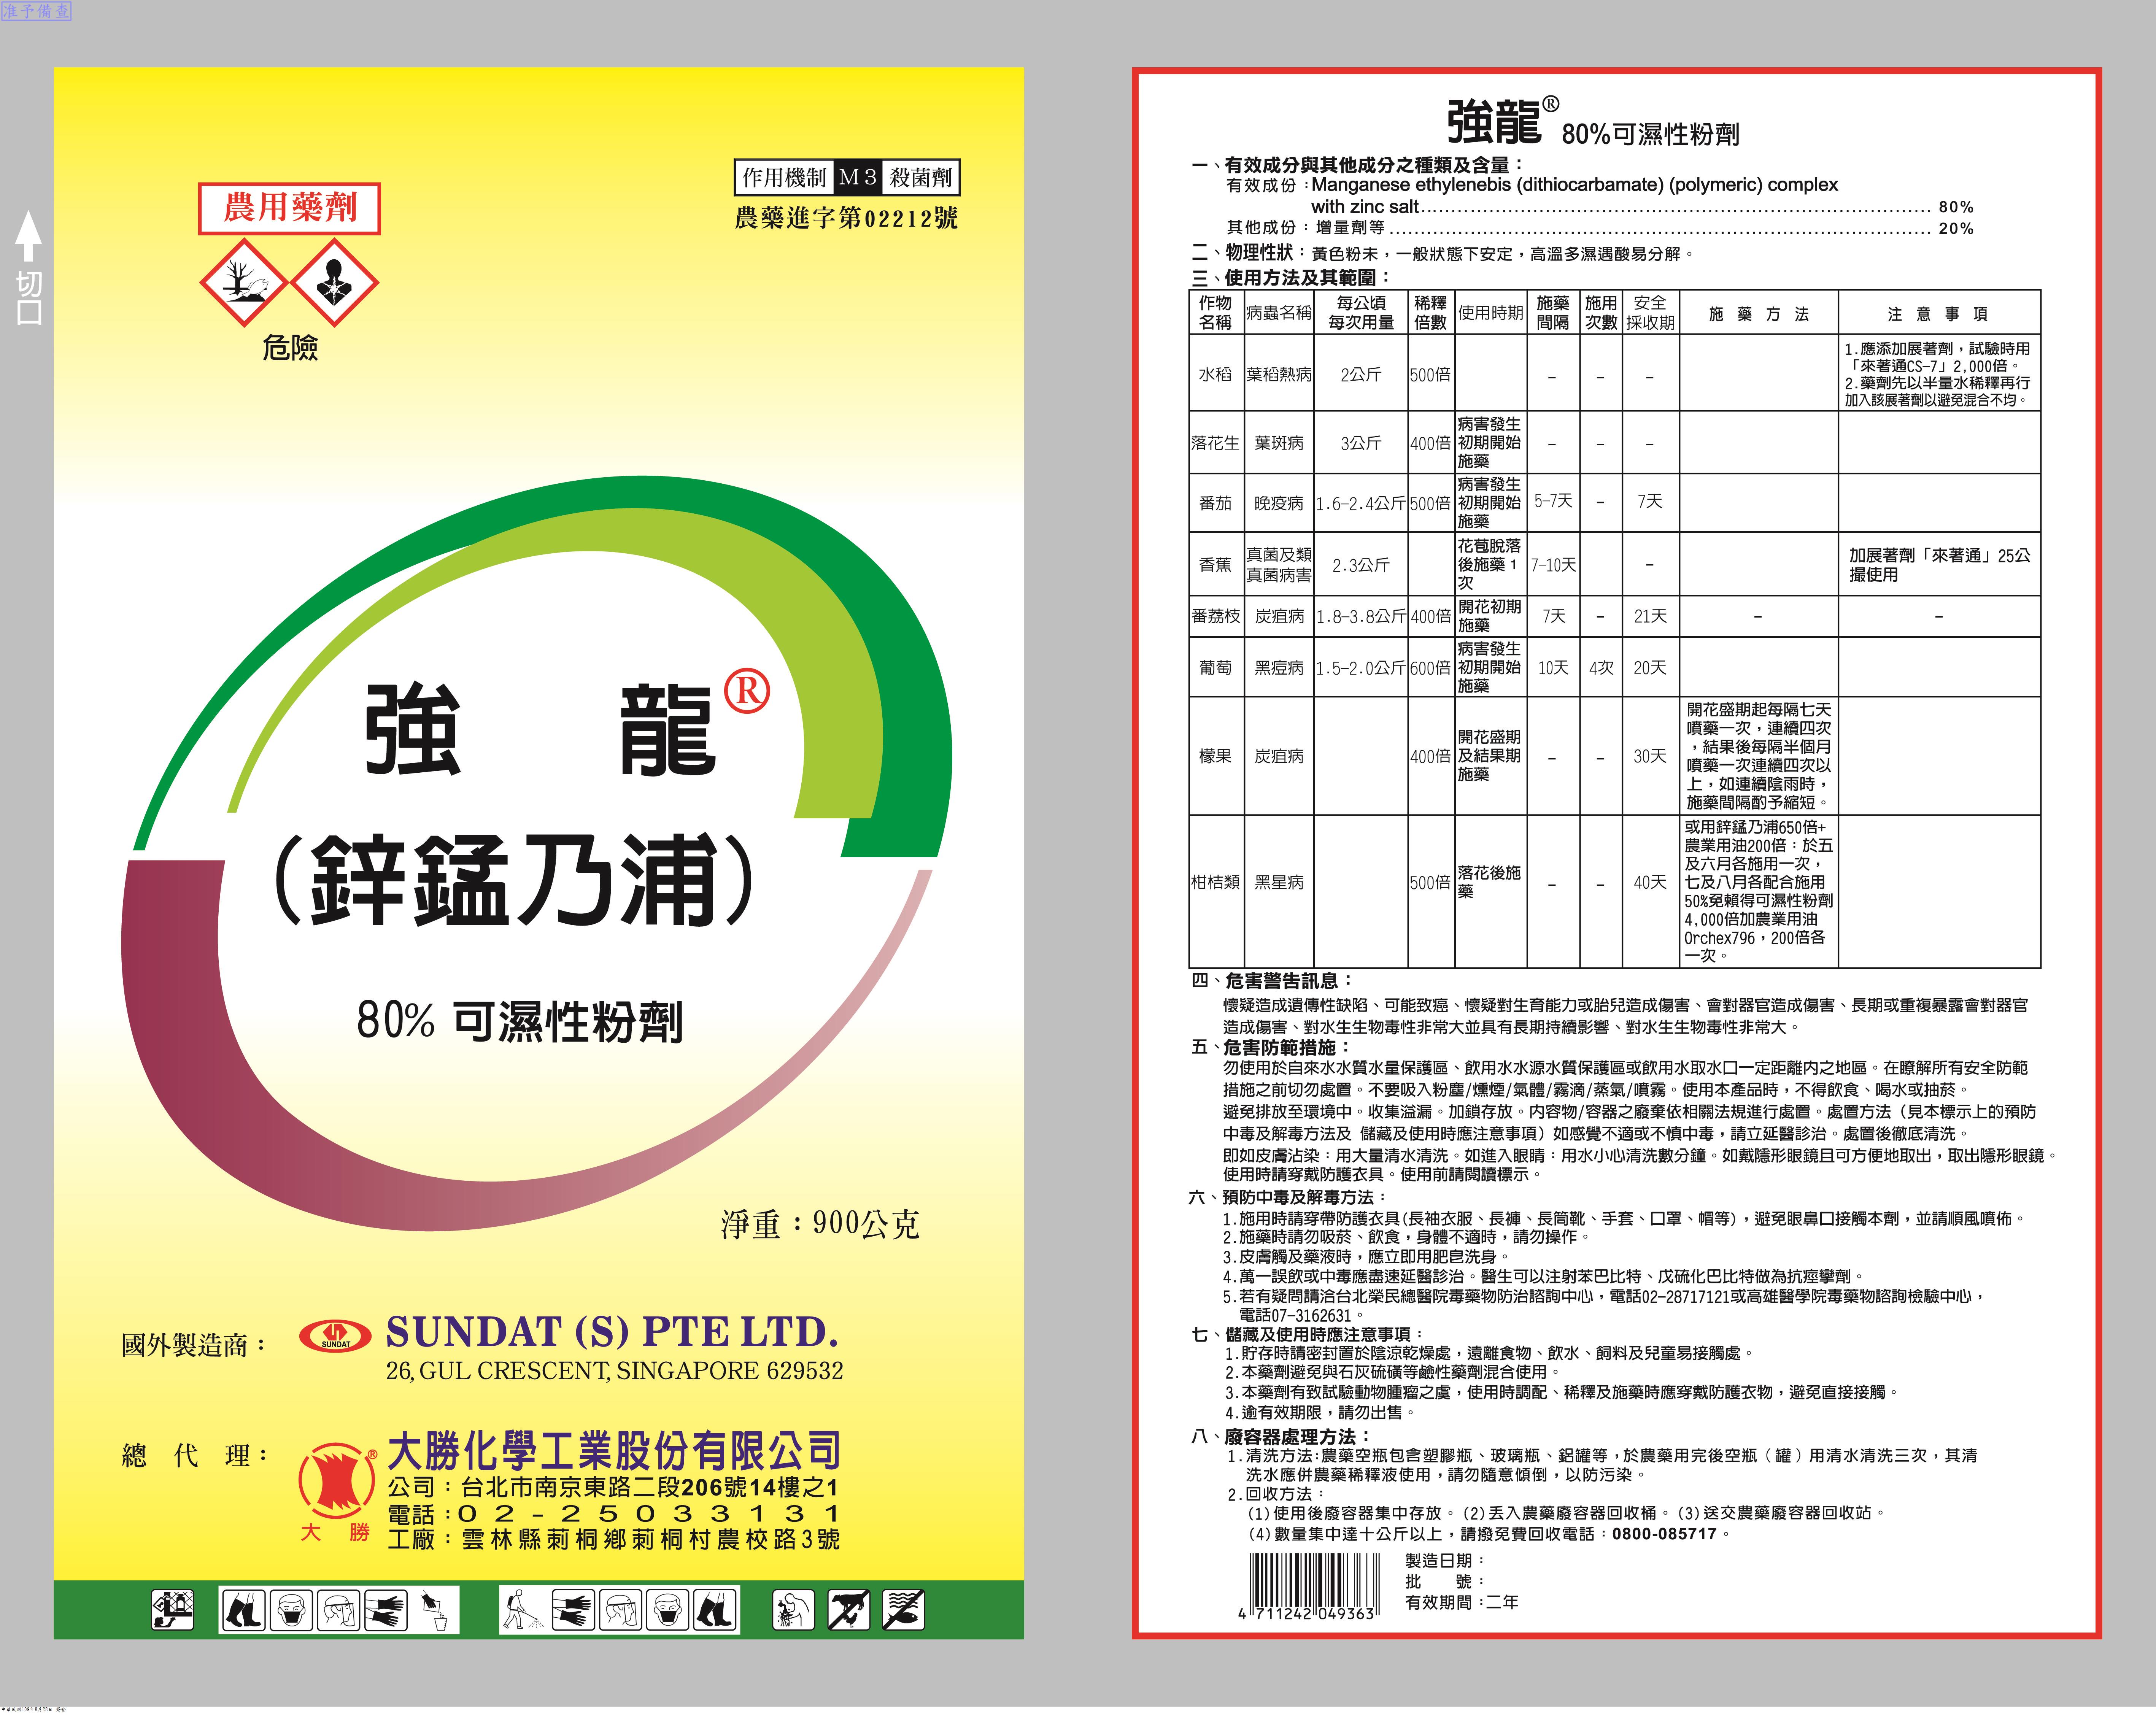 准予備查
切口
農用藥劑
危險
作用機制 M3 殺菌劑
農藥進字第02212號
強龍®
(鋅錳乃浦)
80% 可濕性粉劑
淨重：900公克
國外製造商：
SUNDAT
SUNDAT (S) PTE LTD.
26, GUL CRESCENT, SINGAPORE 629532
總代理：
大勝 ®
大勝化學工業股份有限公司
公司：台北市南京東路二段206號14樓之1
電話：02-25033131
工廠：雲林縣莿桐鄉莿桐村農校路3號
強龍® 80%可濕性粉劑
一、有效成分與其他成分之種類及含量：
有效成份：Manganese ethylenebis (dithiocarbamate) (polymeric) complex
with zinc salt 80%
其他成份：增量劑等 20%
二、物理性狀：黃色粉末，一般狀態下安定，高溫多濕遇酸易分解。
三、使用方法及其範圍：
作物名稱 病蟲名稱 每公頃每次用量 稀釋倍數 使用時期 施藥間隔 施用次數 安全採收期 施藥方法 注意事項
水稻 葉稻熱病 2公斤 500倍 – – – 1.應添加展著劑，試驗時用「來著通CS-7」2,000倍。2.藥劑先以半量水稀釋再行加入該展著劑以避免混合不均。
落花生 葉斑病 3公斤 400倍 病害發生初期開始施藥 – – –
番茄 晚疫病 1.6-2.4公斤 500倍 病害發生初期開始施藥 5-7天 – 7天
香蕉 真菌及類真菌病害 2.3公斤 花苞脫落後施藥1次 7-10天 – 加展著劑「來著通」25公撮使用
番荔枝 炭疽病 1.8-3.8公斤 400倍 開花初期施藥 7天 – 21天 – –
葡萄 黑痘病 1.5-2.0公斤 600倍 病害發生初期開始施藥 10天 4次 20天
檬果 炭疽病 400倍 開花盛期及結果期施藥 – – 30天 開花盛期起每隔七天噴藥一次，連續四次，結果後每隔半個月噴藥一次連續四次以上，如連續陰雨時，施藥間隔酌予縮短。
柑桔類 黑星病 500倍 落花後施藥 – – 40天 或用鋅錳乃浦650倍+農業用油200倍：於五及六月各施用一次，七及八月各配合施用50%免賴得可濕性粉劑4,000倍加農業用油Orchex796，200倍各一次。
四、危害警告訊息：
懷疑造成遺傳性缺陷、可能致癌、懷疑對生育能力或胎兒造成傷害、會對器官造成傷害、長期或重複暴露會對器官
造成傷害、對水生生物毒性非常大並具有長期持續影響、對水生生物毒性非常大。
五、危害防範措施：
勿使用於自來水水質水量保護區、飲用水水源水質保護區或飲用水取水口一定距離內之地區。在瞭解所有安全防範
措施之前切勿處置。不要吸入粉塵/燻煙/氣體/霧滴/蒸氣/噴霧。使用本產品時，不得飲食、喝水或抽菸。
避免排放至環境中。收集溢漏。加鎖存放。內容物/容器之廢棄依相關法規進行處置。處置方法（見本標示上的預防
中毒及解毒方法及 儲藏及使用時應注意事項）如感覺不適或不慎中毒，請立延醫診治。處置後徹底清洗。
即如皮膚沾染：用大量清水清洗。如進入眼睛：用水小心清洗數分鐘。如戴隱形眼鏡且可方便地取出，取出隱形眼鏡。
使用時請穿戴防護衣具。使用前請閱讀標示。
六、預防中毒及解毒方法：
1.施用時請穿帶防護衣具(長袖衣服、長褲、長筒靴、手套、口罩、帽等)，避免眼鼻口接觸本劑，並請順風噴佈。
2.施藥時請勿吸菸、飲食，身體不適時，請勿操作。
3.皮膚觸及藥液時，應立即用肥皂洗身。
4.萬一誤飲或中毒應盡速延醫診治。醫生可以注射苯巴比特、戊硫化巴比特做為抗痙攣劑。
5.若有疑問請洽台北榮民總醫院毒藥物防治諮詢中心，電話02-28717121或高雄醫學院毒藥物諮詢檢驗中心，
電話07-3162631。
七、儲藏及使用時應注意事項：
1.貯存時請密封置於陰涼乾燥處，遠離食物、飲水、飼料及兒童易接觸處。
2.本藥劑避免與石灰硫磺等鹼性藥劑混合使用。
3.本藥劑有致試驗動物腫瘤之虞，使用時調配、稀釋及施藥時應穿戴防護衣物，避免直接接觸。
4.逾有效期限，請勿出售。
八、廢容器處理方法：
1.清洗方法:農藥空瓶包含塑膠瓶、玻璃瓶、鋁罐等，於農藥用完後空瓶（罐）用清水清洗三次，其清
洗水應併農藥稀釋液使用，請勿隨意傾倒，以防污染。
2.回收方法：
(1)使用後廢容器集中存放。(2)丟入農藥廢容器回收桶。(3)送交農藥廢容器回收站。
(4)數量集中達十公斤以上，請撥免費回收電話：0800-085717。
4 711242 049363
製造日期：
批號：
有效期間：二年